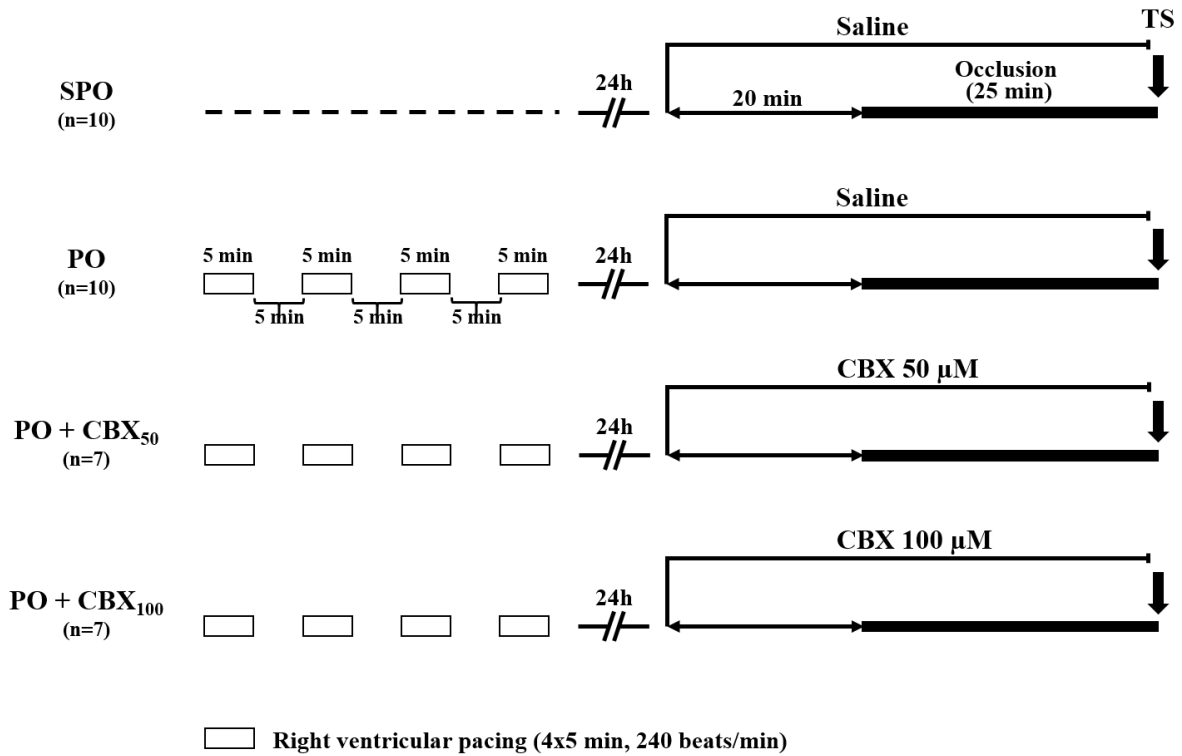 TS
Saline
SPO
(n=10)
24h
20 min
Occlusion
(25 min)
Saline
PO
(n=10)
5 min 5 min 5 min 5 min
5 min 5 min 5 min
24h
CBX 50 µM
PO + CBX₅₀
(n=7)
24h
CBX 100 µM
PO + CBX₁₀₀
(n=7)
24h
Right ventricular pacing (4x5 min, 240 beats/min)